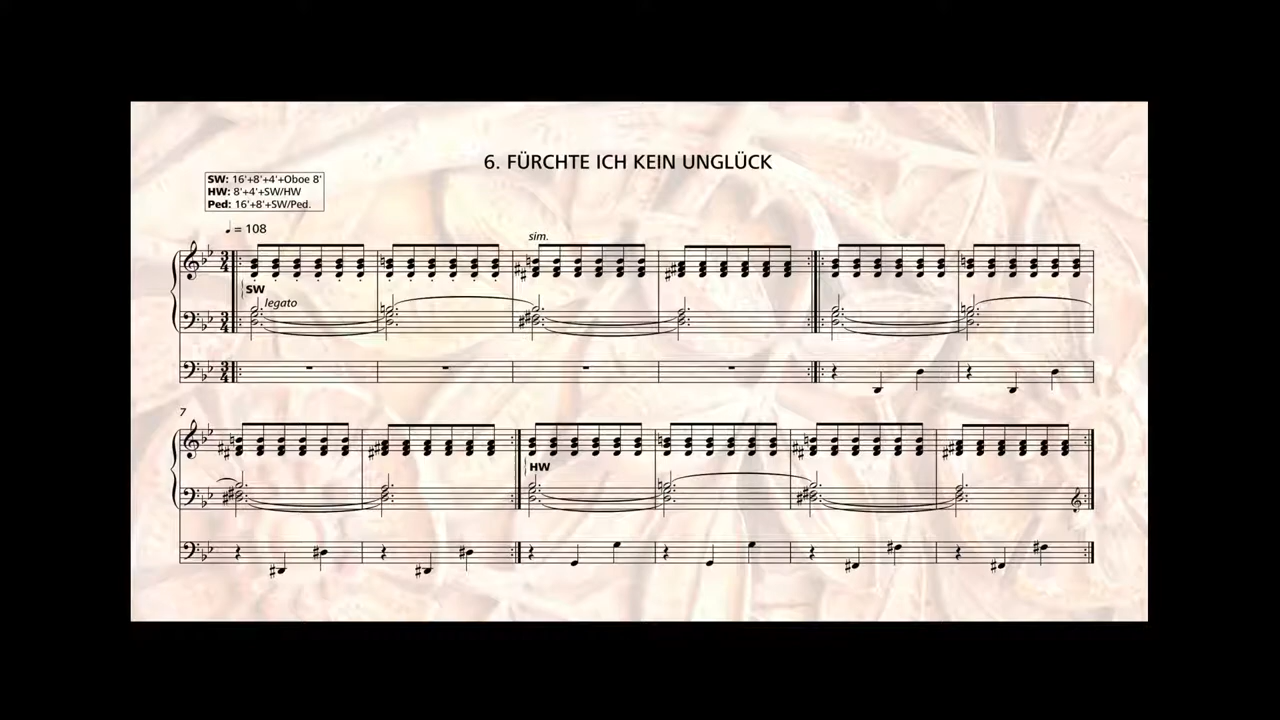 6. FÜRCHTE ICH KEIN UNGLÜCK
SW: 16'+8'+4'+Oboe 8'
HW: 8'+4'+SW/HW
Ped: 16'+8'+SW/Ped.
♩ = 108
sim.
SW
legato
7
HW